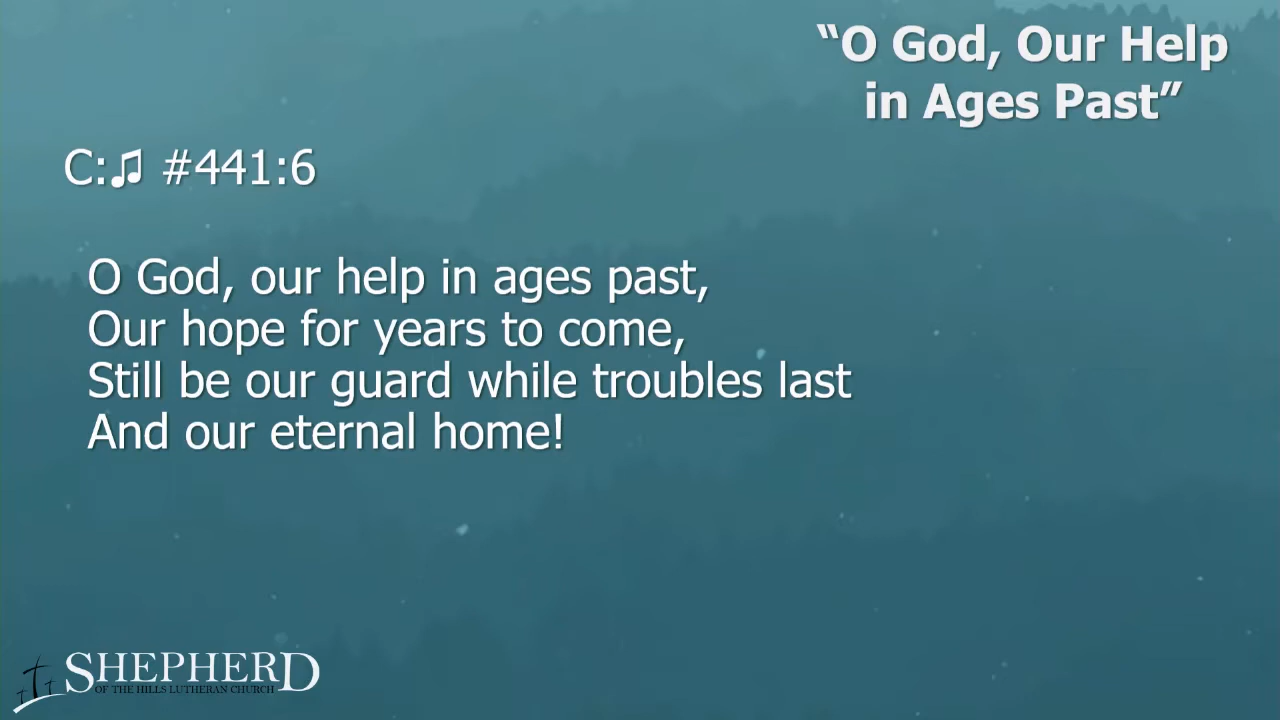 “O God, Our Help
in Ages Past”
C:♫ #441:6
O God, our help in ages past,
Our hope for years to come,
Still be our guard while troubles last
And our eternal home!
SHEPHERD
OF THE HILLS LUTHERAN CHURCH